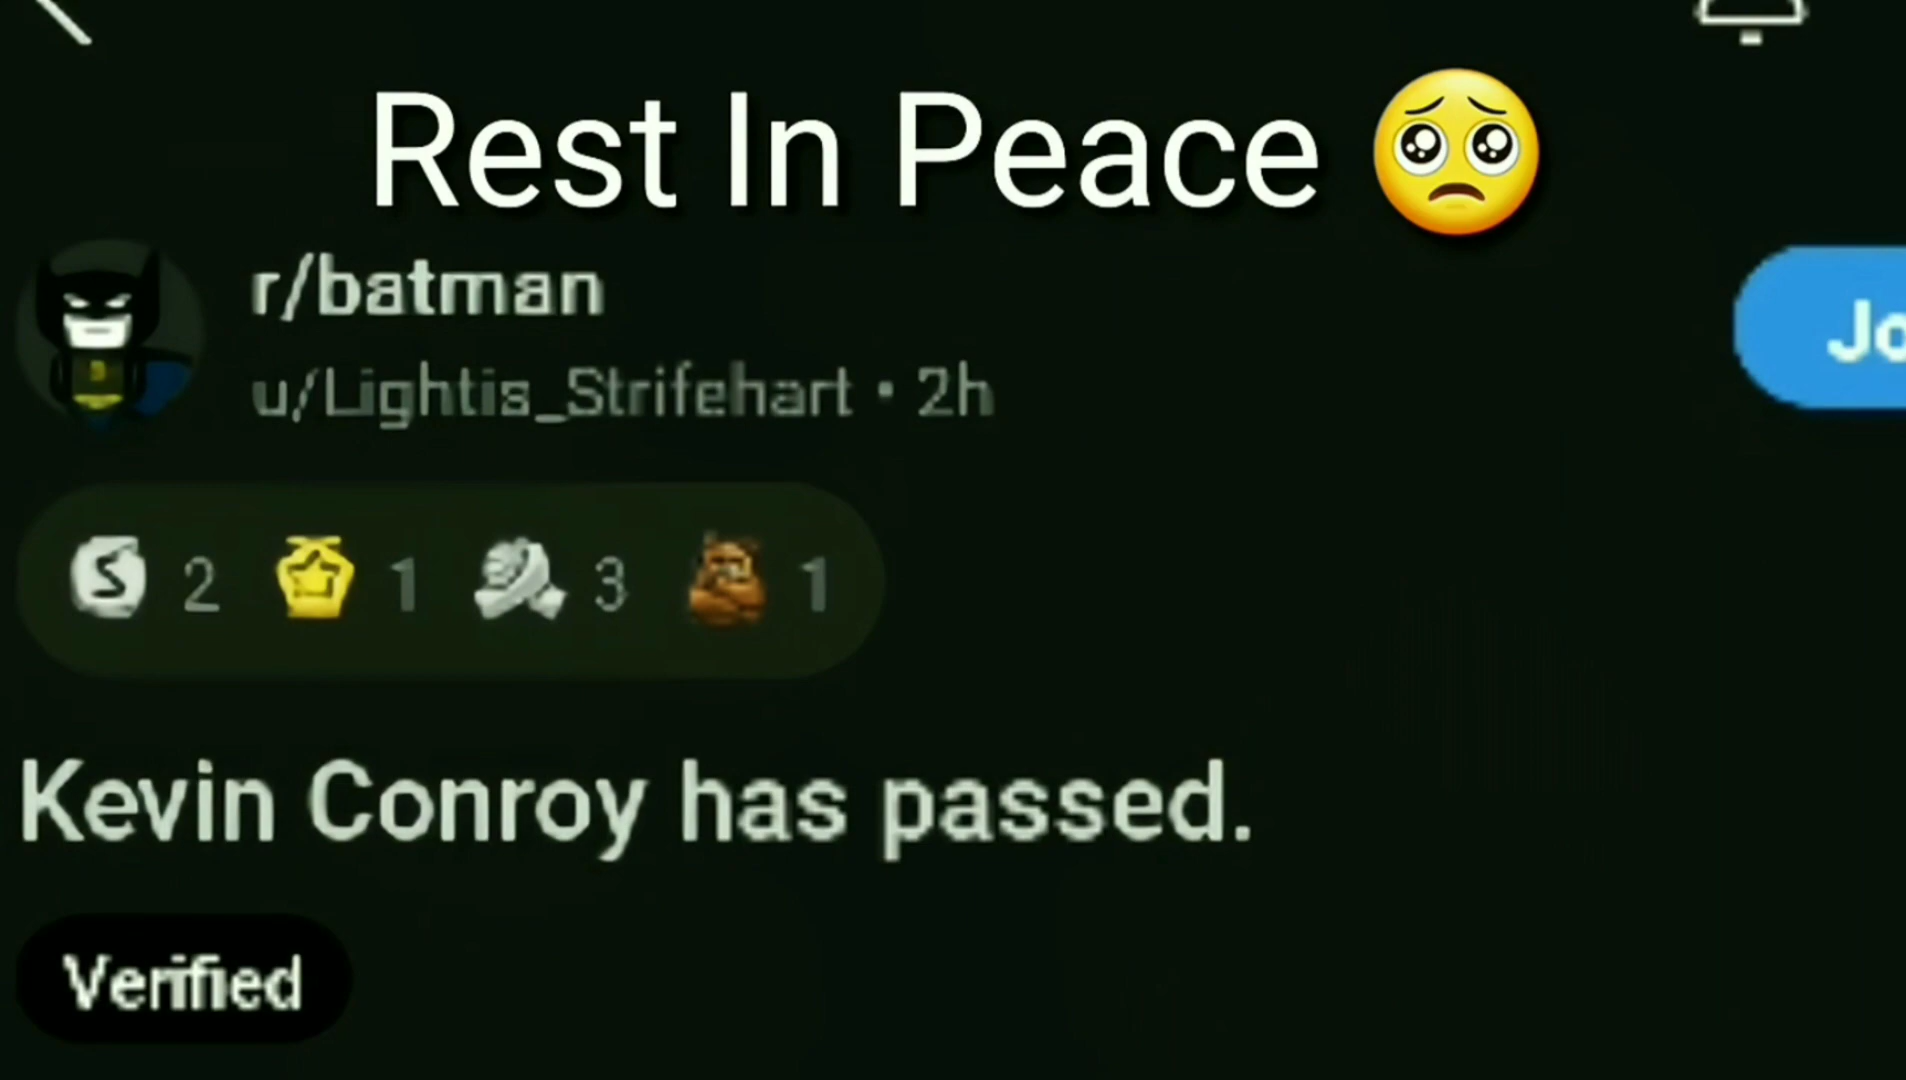 Rest In Peace 🥺
r/batman
u/Lightis_Strifehart • 2h
2 1 3 1
Kevin Conroy has passed.
Verified